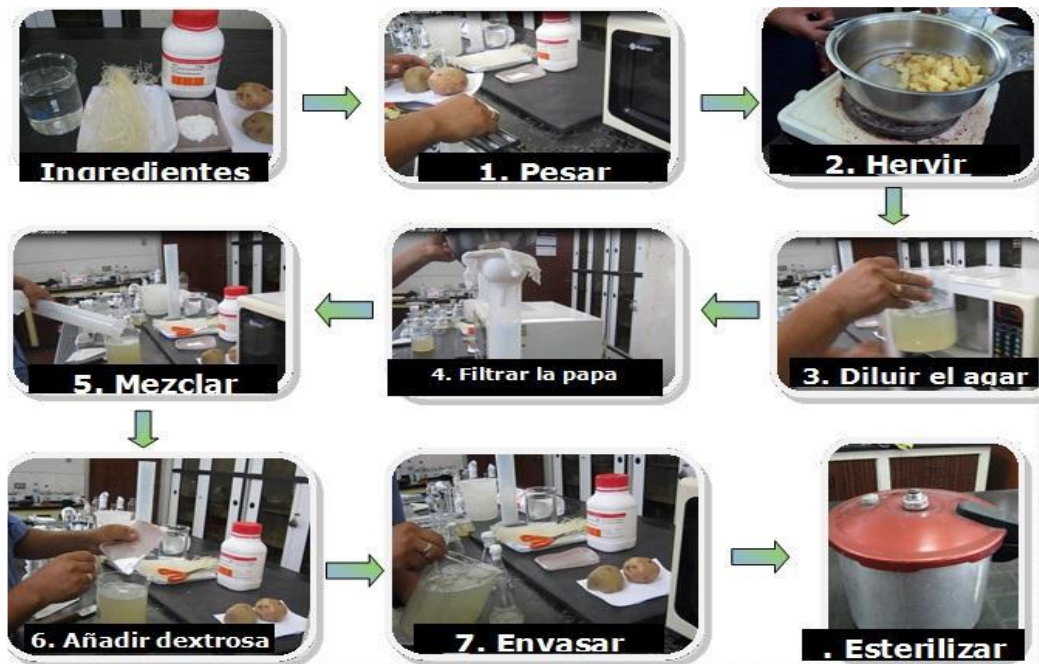 Ingredientes
1. Pesar
2. Hervir
3. Diluir el agar
4. Filtrar la papa
5. Mezclar
6. Añadir dextrosa
7. Envasar
. Esterilizar